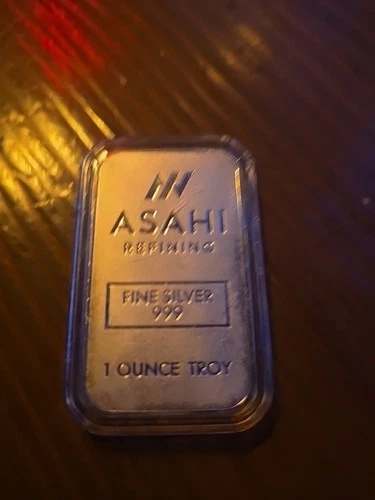 ASAHI
REFINING
FINE SILVER
999
1 OUNCE TROY